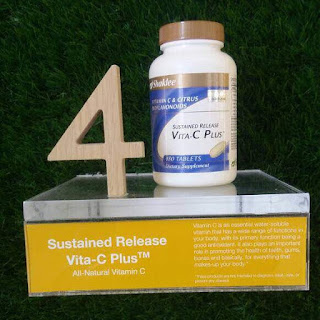 4
Shaklee
VITAMIN C & CITRUS
BIOFLAVONOIDS
SUSTAINED RELEASE
VITA-C PLUS
180 TABLETS
Dietary Supplement
Sustained Release
Vita-C Plus™
All-Natural Vitamin C
Vitamin C is an essential water-soluble
vitamin that has a wide range of functions in
your body, with its primary function being a
good antioxidant. It also plays an important
role in promoting the health of teeth, gums,
bones, and basically, for everything that
makes-up your body.